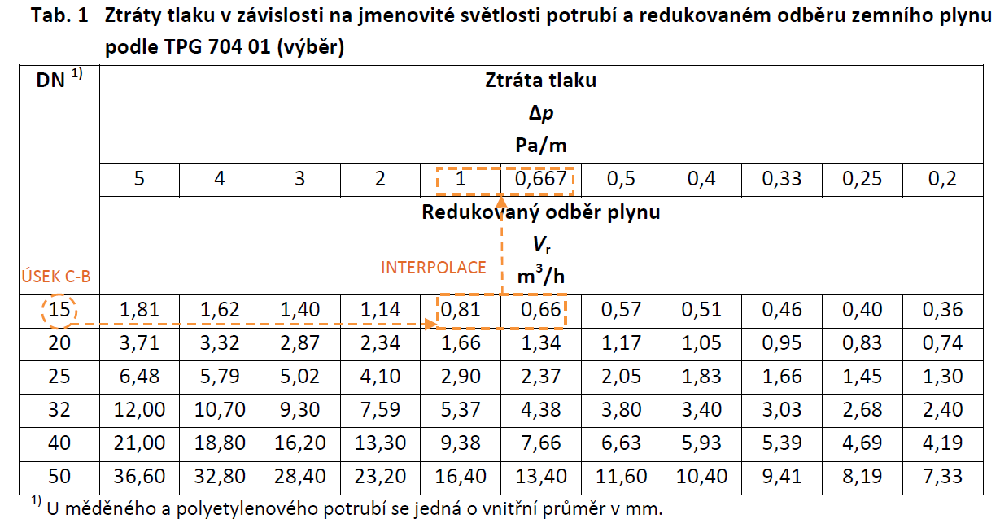 Tab. 1 Ztráty tlaku v závislosti na jmenovité světlosti potrubí a redukovaném odběru zemního plynu
podle TPG 704 01 (výběr)
DN 1)
Ztráta tlaku
Δp
Pa/m
5 4 3 2 1 0,667 0,5 0,4 0,33 0,25 0,2
Redukovaný odběr plynu
Vr
m³/h
INTERPOLACE
ÚSEK C-B
15 1,81 1,62 1,40 1,14 0,81 0,66 0,57 0,51 0,46 0,40 0,36
20 3,71 3,32 2,87 2,34 1,66 1,34 1,17 1,05 0,95 0,83 0,74
25 6,48 5,79 5,02 4,10 2,90 2,37 2,05 1,83 1,66 1,45 1,30
32 12,00 10,70 9,30 7,59 5,37 4,38 3,80 3,40 3,03 2,68 2,40
40 21,00 18,80 16,20 13,30 9,38 7,66 6,63 5,93 5,39 4,69 4,19
50 36,60 32,80 28,40 23,20 16,40 13,40 11,60 10,40 9,41 8,19 7,33
1) U měděného a polyetylenového potrubí se jedná o vnitřní průměr v mm.